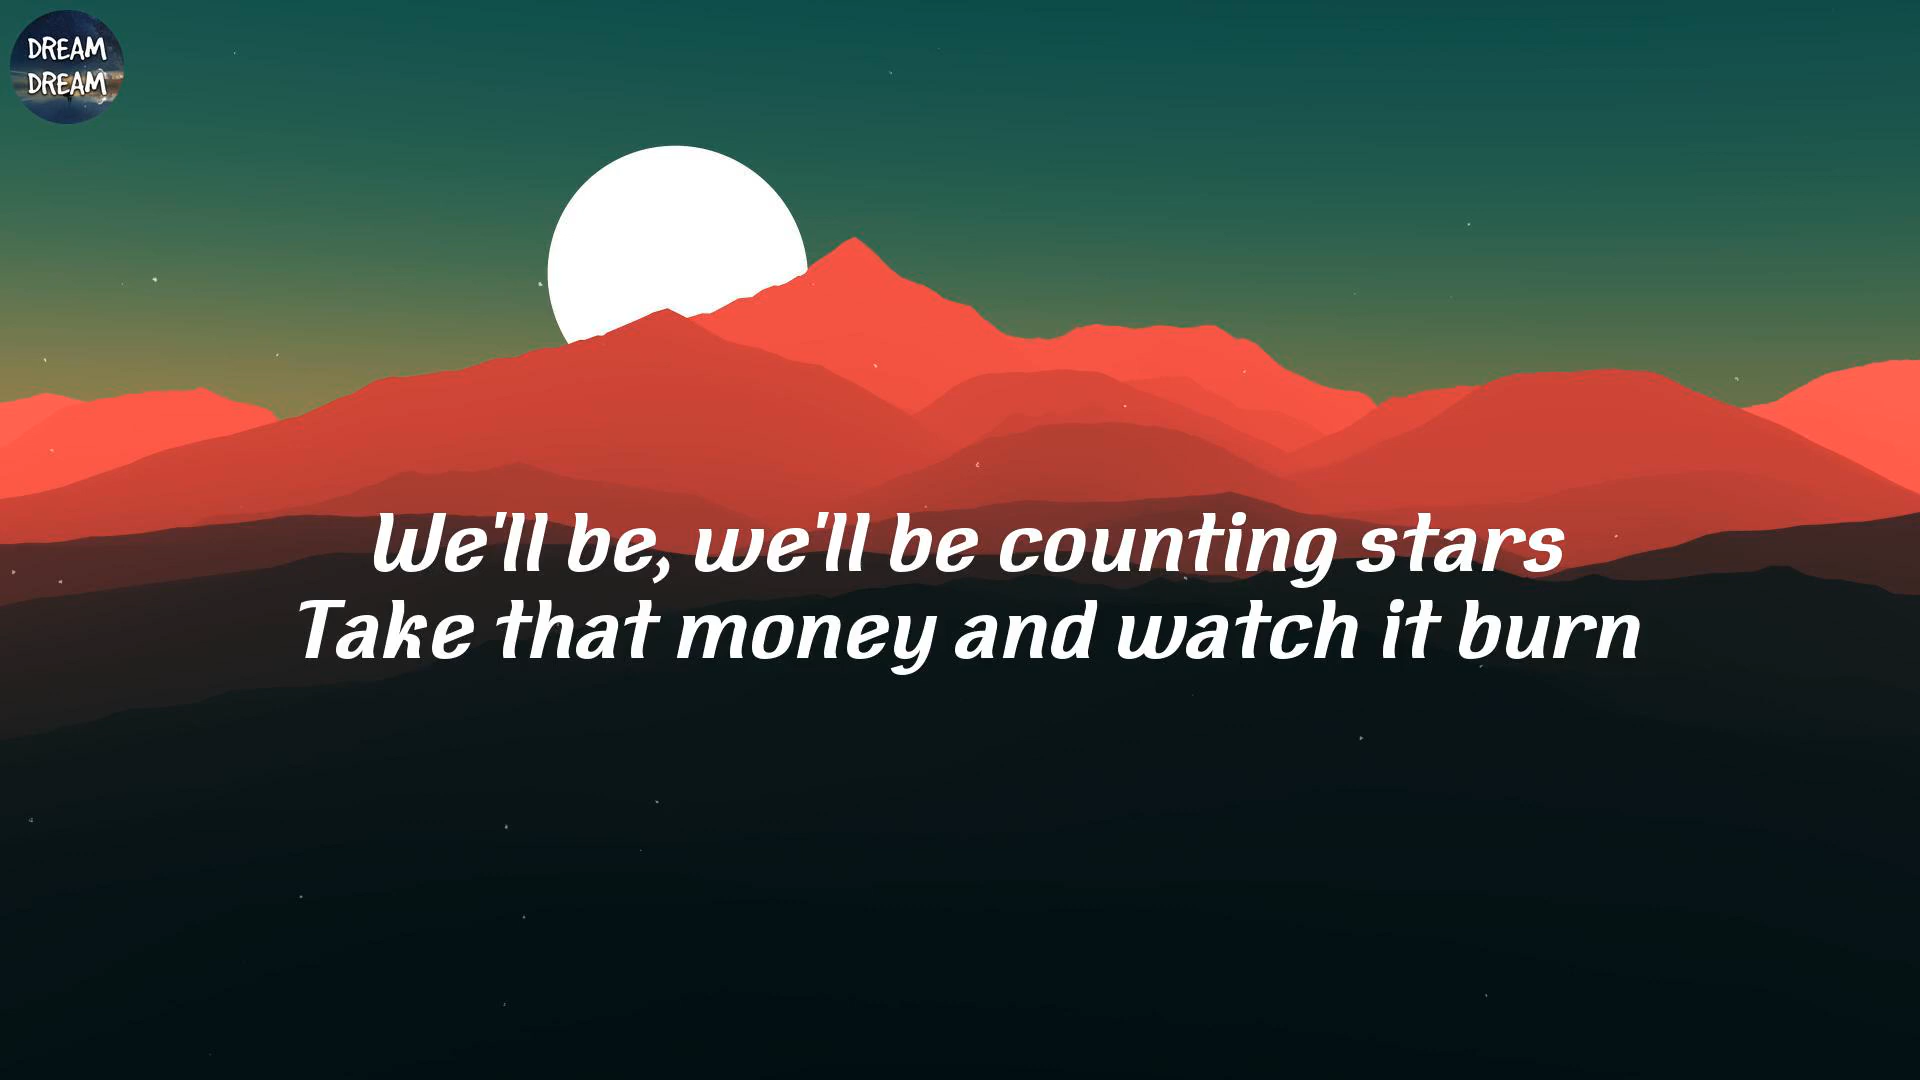 DREAM
DREAM
We'll be, we'll be counting stars
Take that money and watch it burn